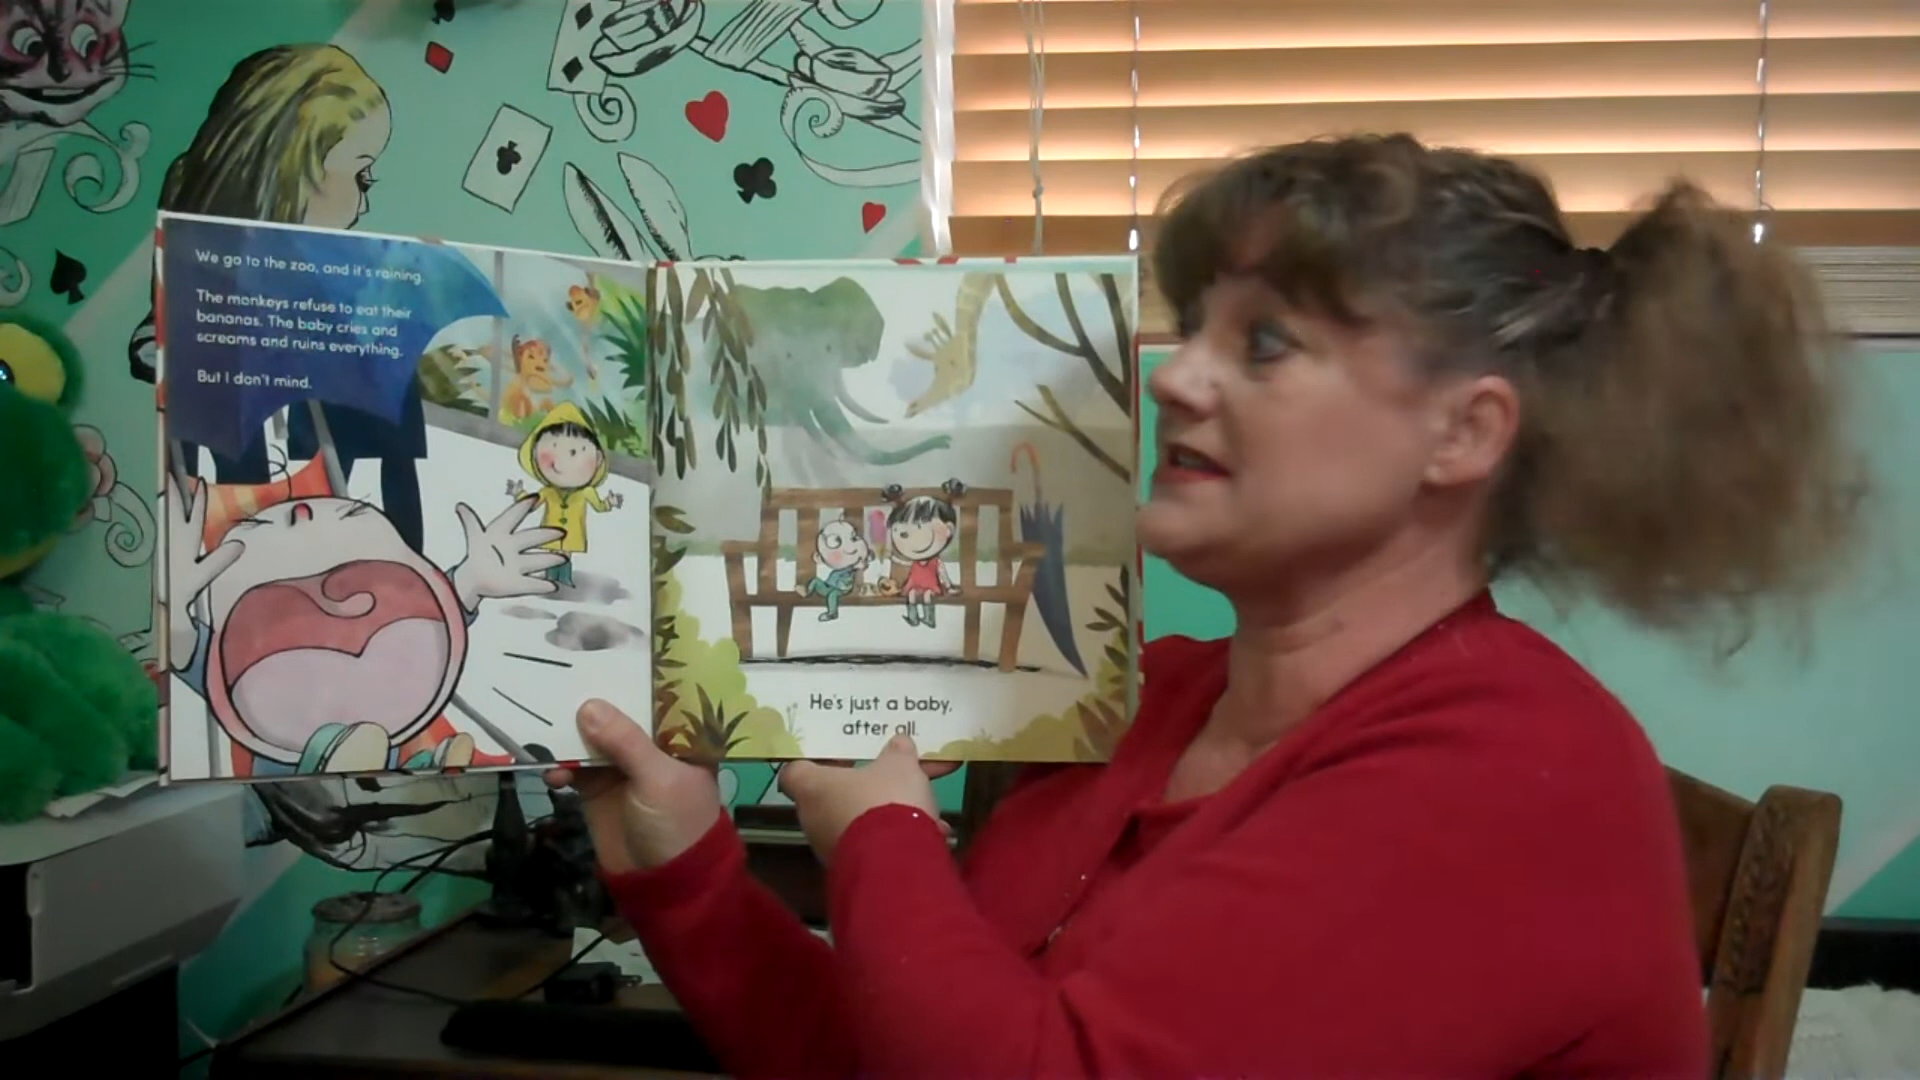 We go to the zoo, and it's raining.
The monkeys refuse to eat their
bananas. The baby cries and
screams and ruins everything.
But I don't mind.
He's just a baby,
after all.